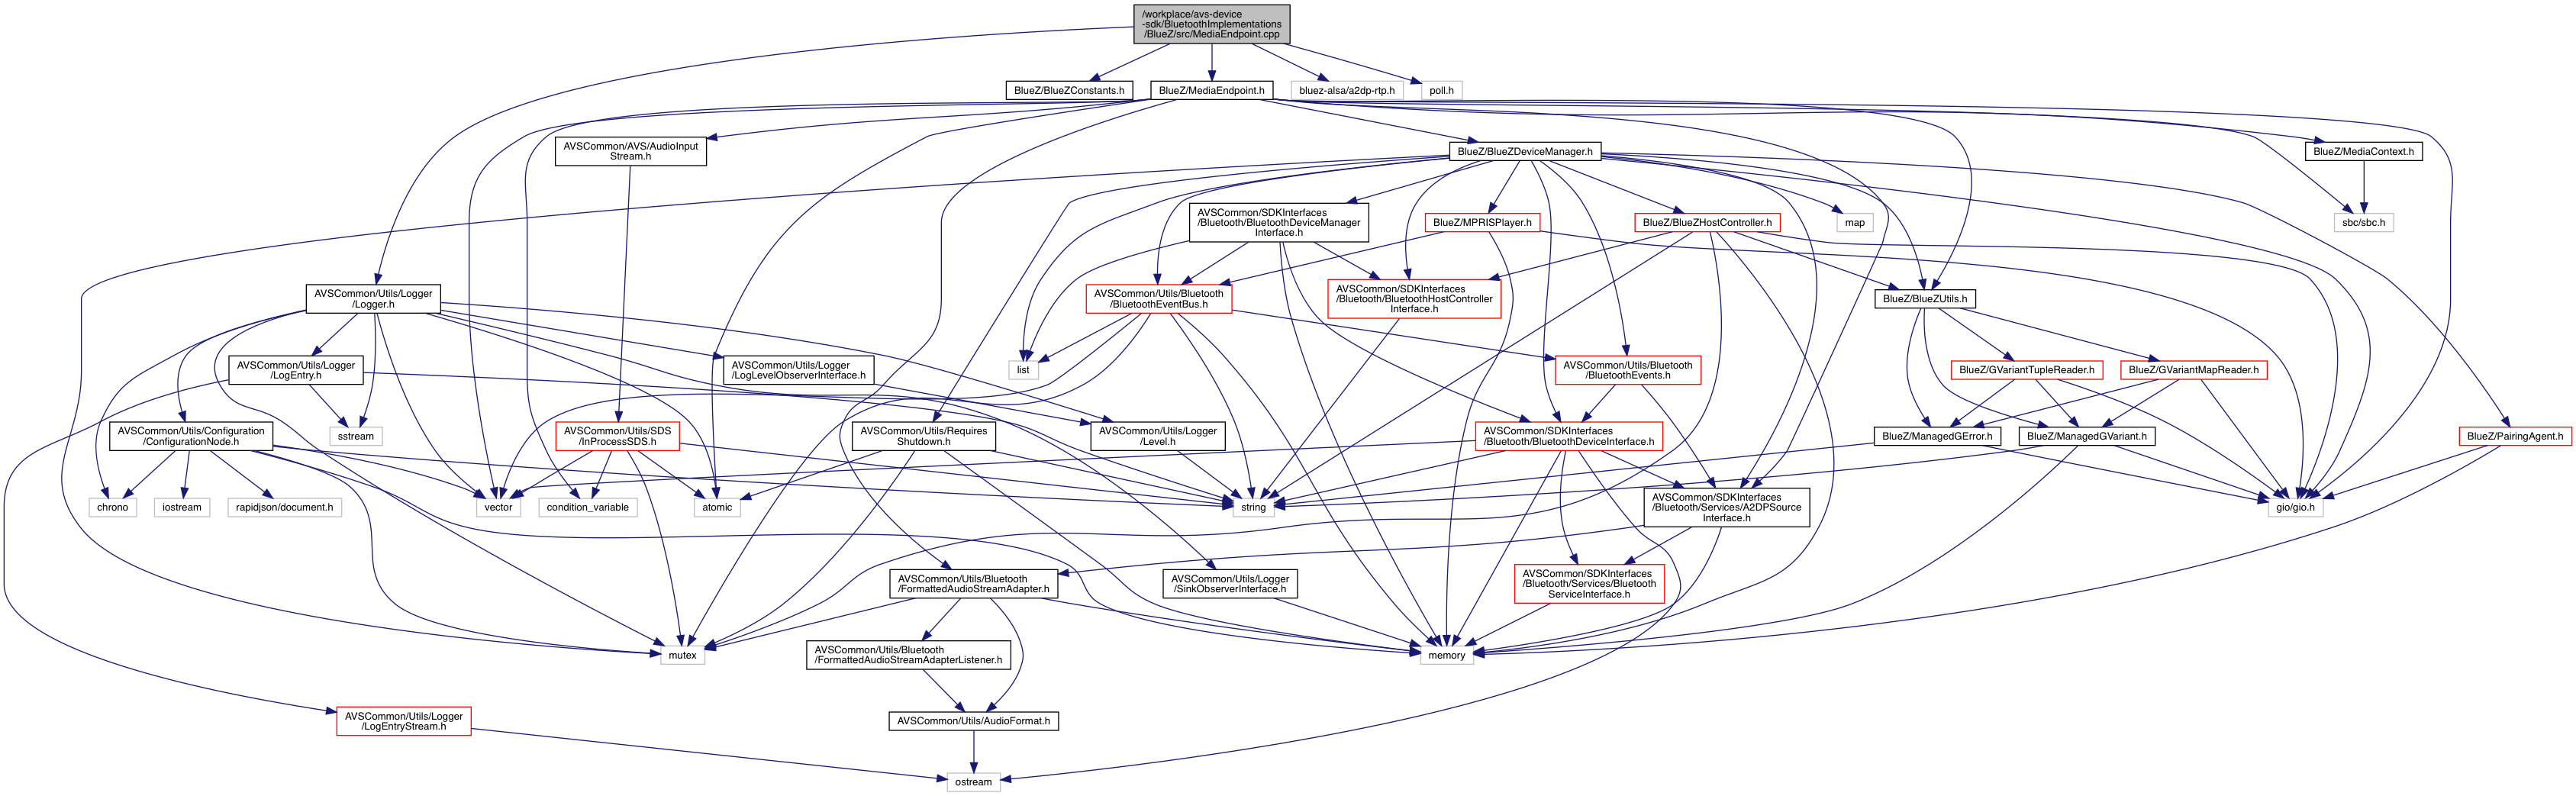 /workplace/avs-device
-sdk/BluetoothImplementations
/BlueZ/src/MediaEndpoint.cpp
BlueZ/BlueZConstants.h
BlueZ/MediaEndpoint.h
bluez-alsa/a2dp-rtp.h
poll.h
AVSCommon/AVS/AudioInput
Stream.h
BlueZ/BlueZDeviceManager.h
BlueZ/MediaContext.h
AVSCommon/SDKInterfaces
/Bluetooth/BluetoothDeviceManager
Interface.h
BlueZ/MPRISPlayer.h
BlueZ/BlueZHostController.h
map
sbc/sbc.h
AVSCommon/Utils/Logger
/Logger.h
AVSCommon/Utils/Bluetooth
/BluetoothEventBus.h
AVSCommon/SDKInterfaces
/Bluetooth/BluetoothHostController
Interface.h
BlueZ/BlueZUtils.h
AVSCommon/Utils/Logger
/LogEntry.h
AVSCommon/Utils/Logger
/LogLevelObserverInterface.h
list
AVSCommon/Utils/Bluetooth
/BluetoothEvents.h
BlueZ/GVariantTupleReader.h
BlueZ/GVariantMapReader.h
AVSCommon/Utils/Configuration
/ConfigurationNode.h
sstream
AVSCommon/Utils/SDS
/InProcessSDS.h
AVSCommon/Utils/Requires
Shutdown.h
AVSCommon/Utils/Logger
/Level.h
AVSCommon/SDKInterfaces
/Bluetooth/BluetoothDeviceInterface.h
BlueZ/ManagedGError.h
BlueZ/ManagedGVariant.h
BlueZ/PairingAgent.h
chrono
iostream
rapidjson/document.h
vector
condition_variable
atomic
string
AVSCommon/SDKInterfaces
/Bluetooth/Services/A2DPSource
Interface.h
gio/gio.h
AVSCommon/Utils/Bluetooth
/FormattedAudioStreamAdapter.h
AVSCommon/Utils/Logger
/SinkObserverInterface.h
AVSCommon/SDKInterfaces
/Bluetooth/Services/Bluetooth
ServiceInterface.h
mutex
AVSCommon/Utils/Bluetooth
/FormattedAudioStreamAdapterListener.h
memory
AVSCommon/Utils/Logger
/LogEntryStream.h
AVSCommon/Utils/AudioFormat.h
ostream